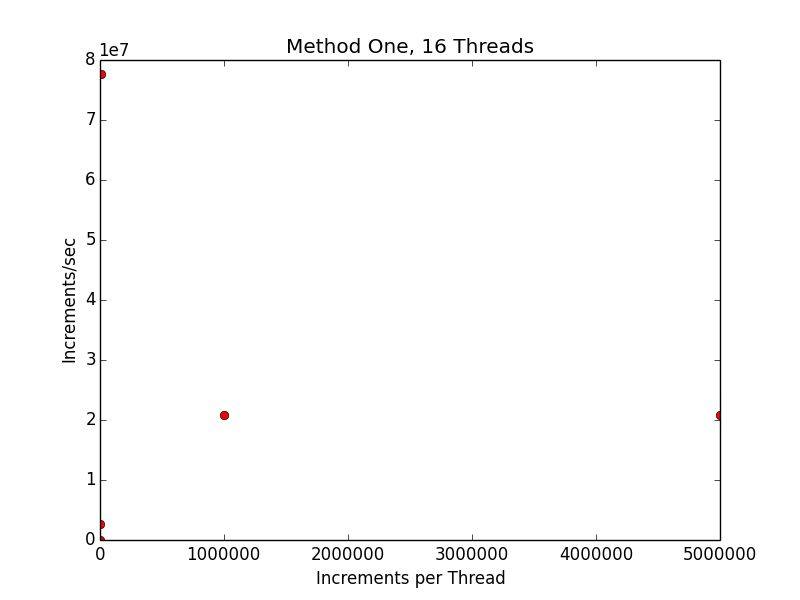 Method One, 16 Threads
1e7
8
7
6
5
4
3
2
1
0
Increments/sec
0 1000000 2000000 3000000 4000000 5000000
Increments per Thread